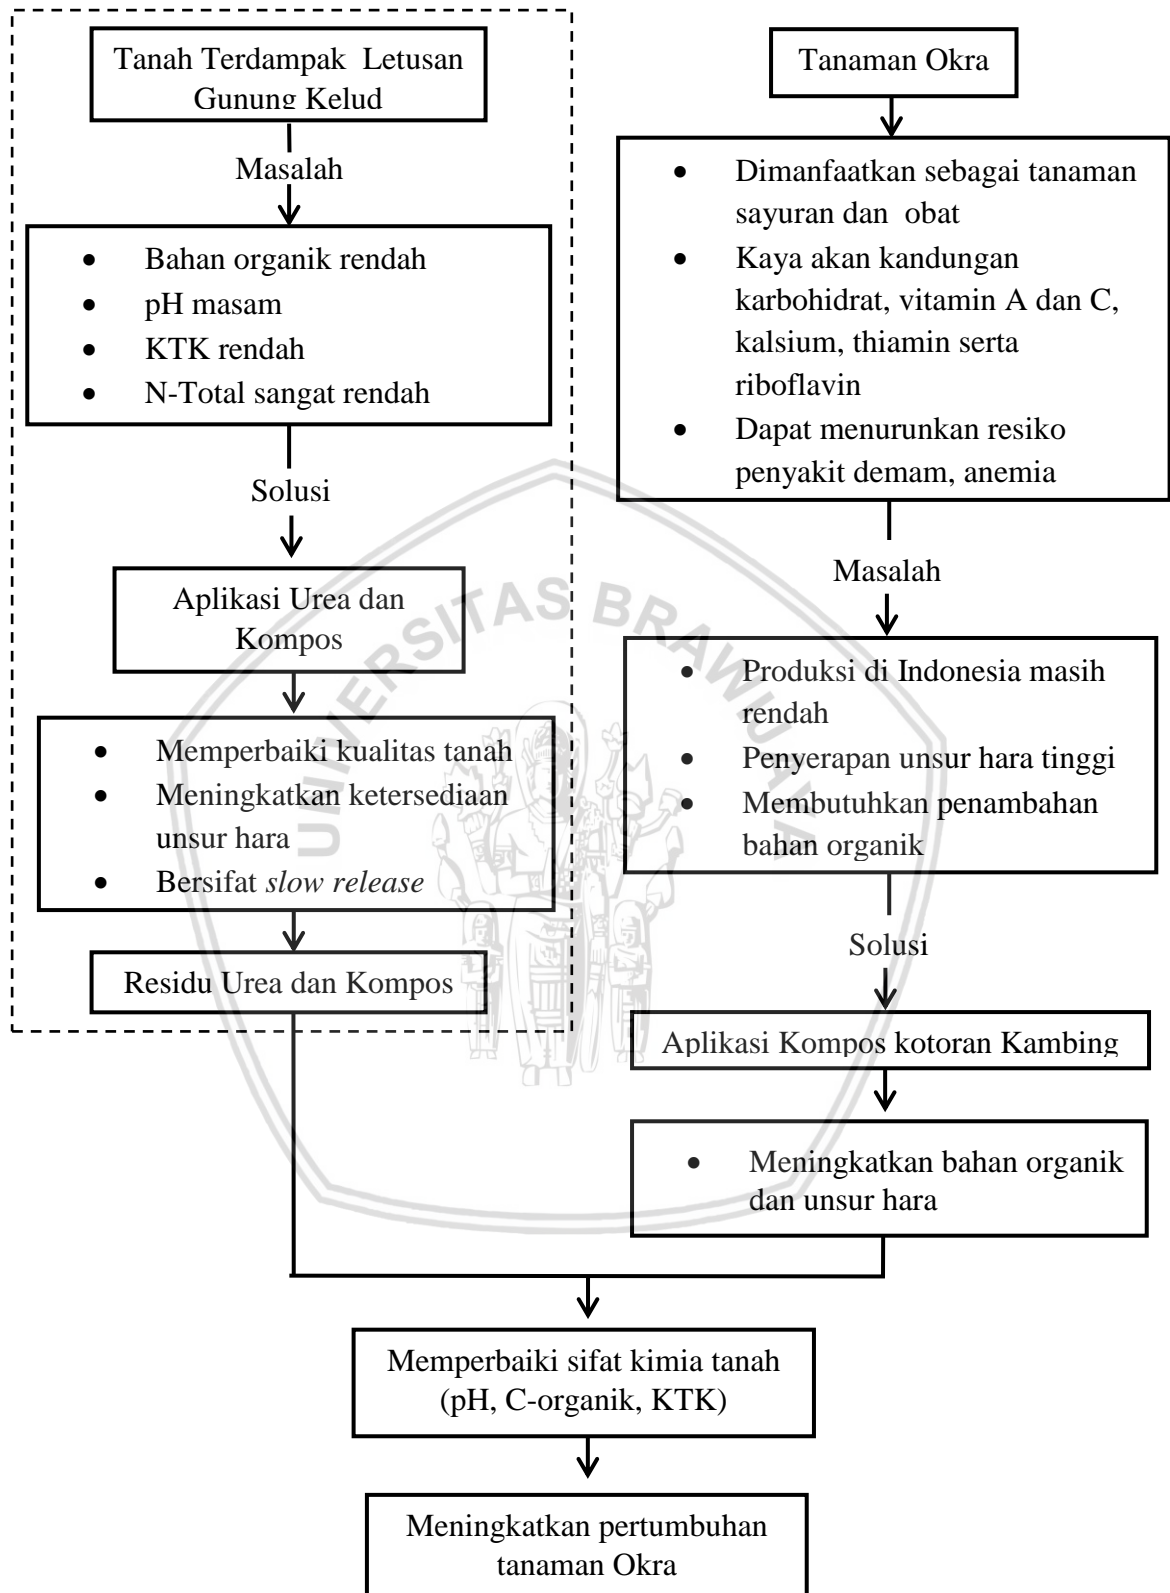 Tanah Terdampak Letusan
Gunung Kelud
Masalah
• Bahan organik rendah
• pH masam
• KTK rendah
• N-Total sangat rendah
Solusi
Aplikasi Urea dan
Kompos
• Memperbaiki kualitas tanah
• Meningkatkan ketersediaan
unsur hara
• Bersifat slow release
Residu Urea dan Kompos
Tanaman Okra
• Dimanfaatkan sebagai tanaman
sayuran dan obat
• Kaya akan kandungan
karbohidrat, vitamin A dan C,
kalsium, thiamin serta
riboflavin
• Dapat menurunkan resiko
penyakit demam, anemia
Masalah
• Produksi di Indonesia masih
rendah
• Penyerapan unsur hara tinggi
• Membutuhkan penambahan
bahan organik
Solusi
Aplikasi Kompos kotoran Kambing
• Meningkatkan bahan organik
dan unsur hara
Memperbaiki sifat kimia tanah
(pH, C-organik, KTK)
Meningkatkan pertumbuhan
tanaman Okra
UNIVERSITAS BRAWIJAYA